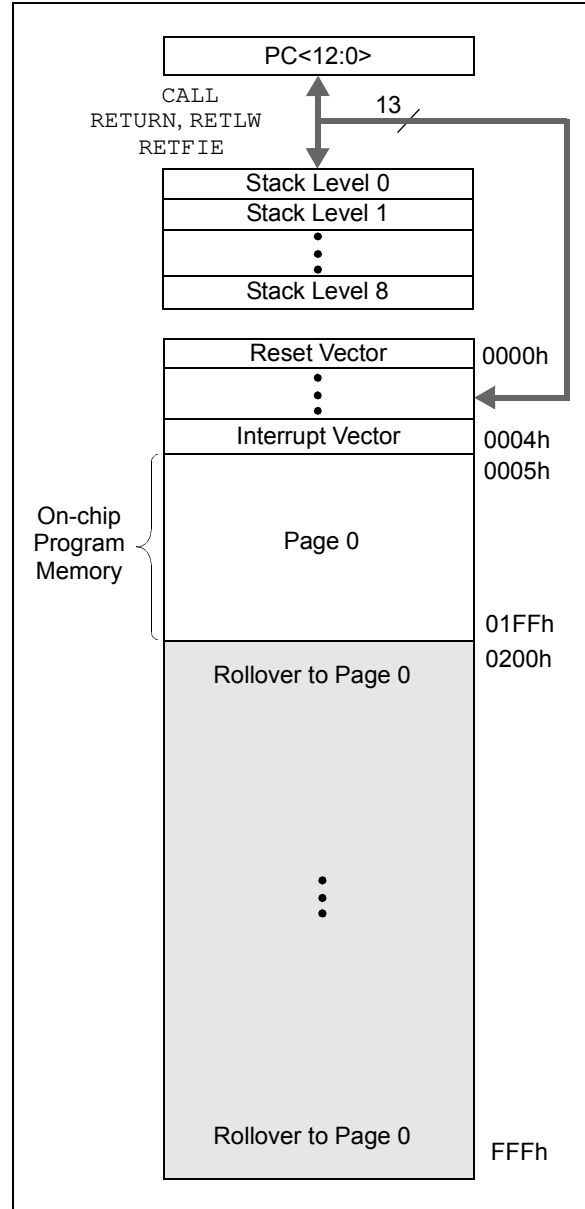 PC<12:0>
CALL
RETURN, RETLW
RETFIE
13
Stack Level 0
Stack Level 1
Stack Level 8
Reset Vector
0000h
Interrupt Vector
0004h
0005h
On-chip
Program
Memory
Page 0
01FFh
0200h
Rollover to Page 0
Rollover to Page 0
FFFh